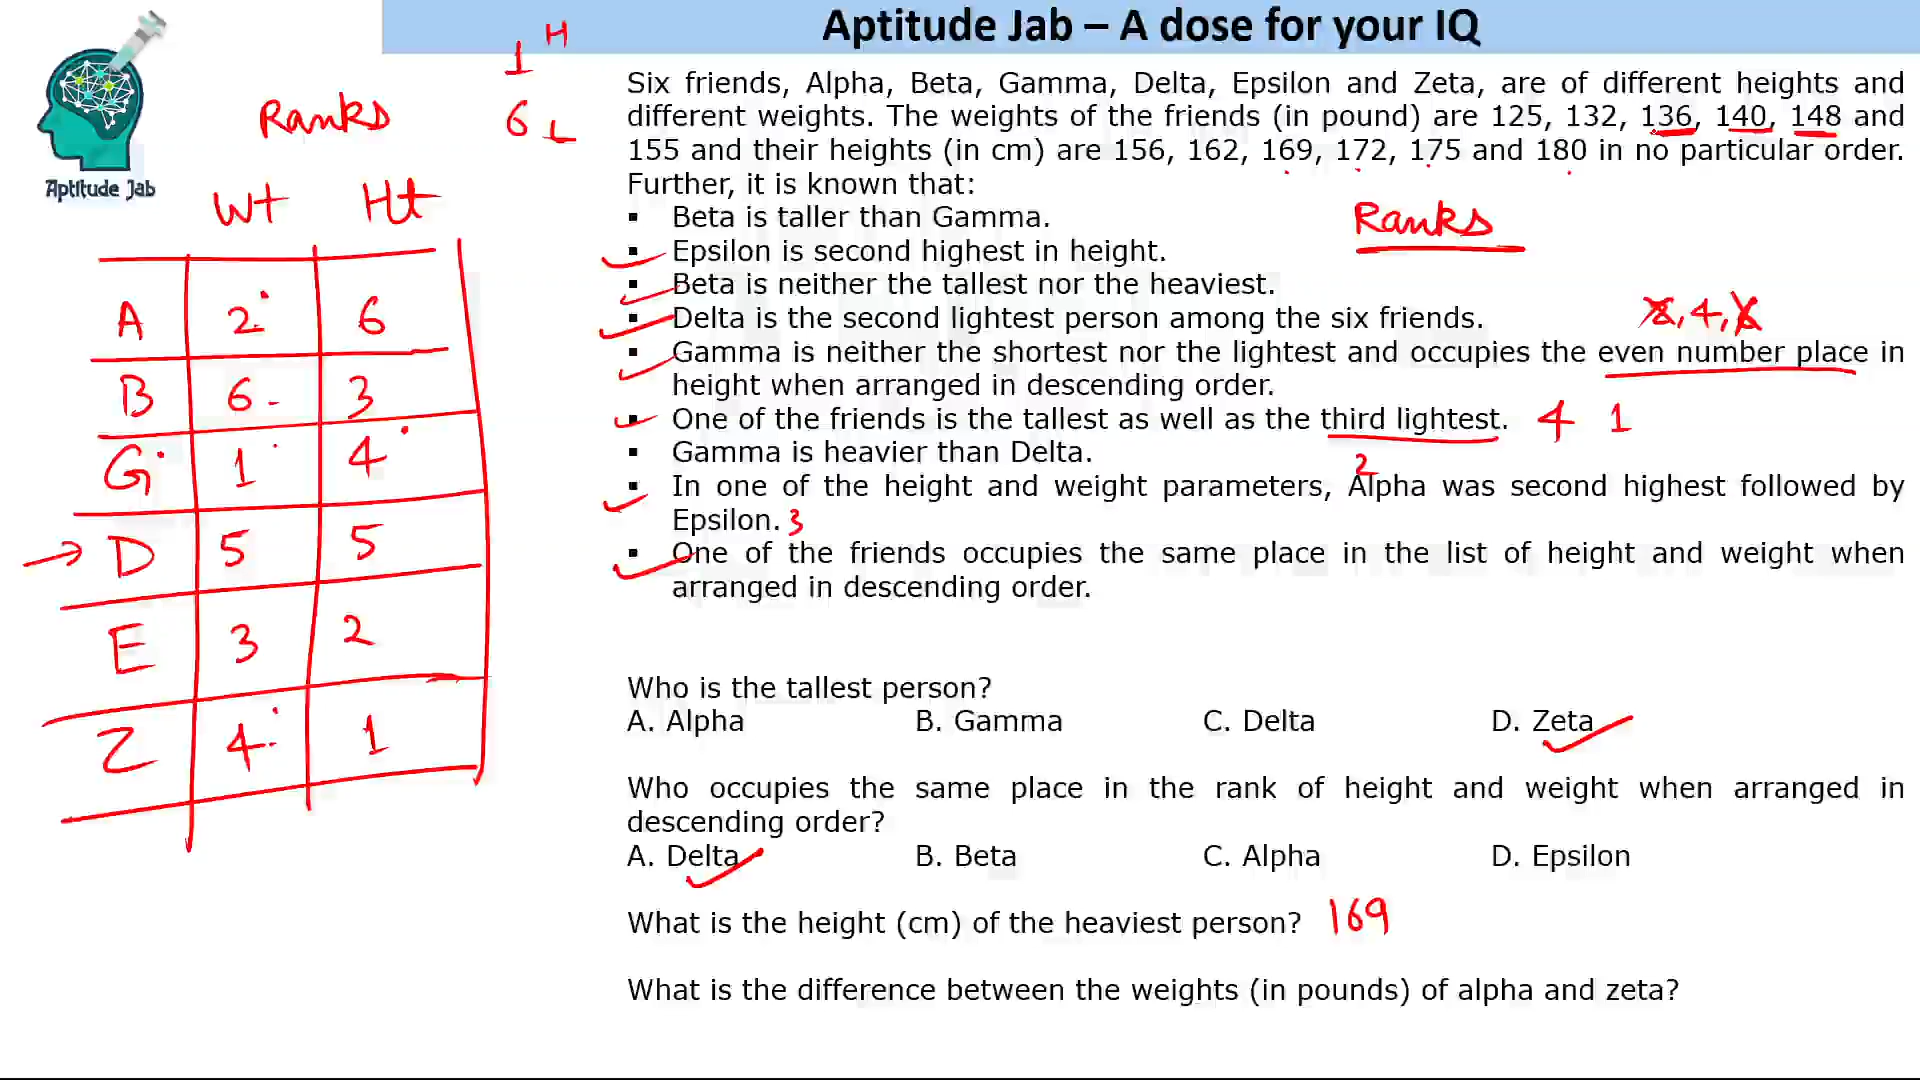 Aptitude Jab – A dose for your IQ
1 H
6 L
Ranks
Aptitude Jab
Wt Ht
A 2 6
B 6 3
G 1 4
D 5 5
E 3 2
Z 4 1
Six friends, Alpha, Beta, Gamma, Delta, Epsilon and Zeta, are of different heights and
different weights. The weights of the friends (in pound) are 125, 132, 136, 140, 148 and
155 and their heights (in cm) are 156, 162, 169, 172, 175 and 180 in no particular order.
Further, it is known that:
▪ Beta is taller than Gamma.
Ranks
▪ Epsilon is second highest in height.
▪ Beta is neither the tallest nor the heaviest.
▪ Delta is the second lightest person among the six friends.
2, 4, 6
▪ Gamma is neither the shortest nor the lightest and occupies the even number place in
height when arranged in descending order.
▪ One of the friends is the tallest as well as the third lightest. 4 1
▪ Gamma is heavier than Delta.
2
▪ In one of the height and weight parameters, Alpha was second highest followed by
Epsilon. 3
▪ One of the friends occupies the same place in the list of height and weight when
arranged in descending order.
Who is the tallest person?
A. Alpha B. Gamma C. Delta D. Zeta
Who occupies the same place in the rank of height and weight when arranged in
descending order?
A. Delta B. Beta C. Alpha D. Epsilon
What is the height (cm) of the heaviest person? 169
What is the difference between the weights (in pounds) of alpha and zeta?